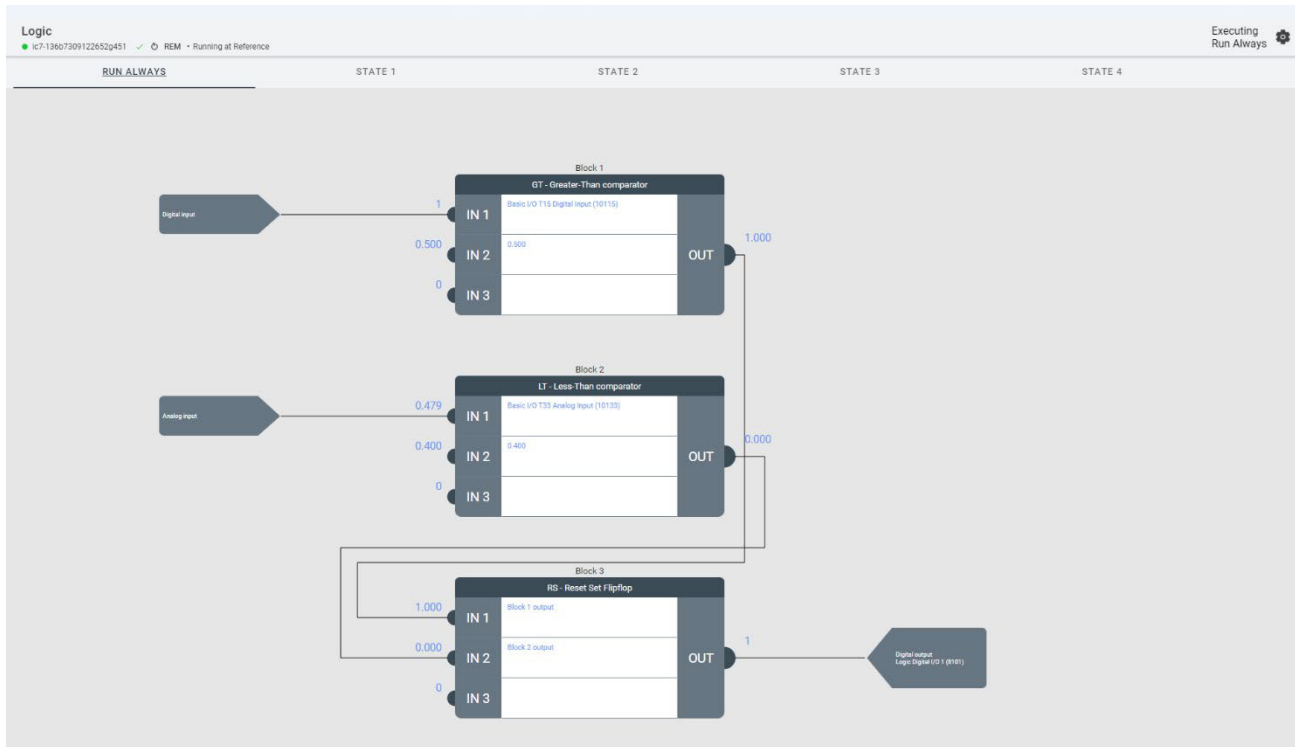 Logic
ic7-136b7309122652g451 ✓ REM • Running at Reference
Executing
Run Always
RUN ALWAYS
STATE 1
STATE 2
STATE 3
STATE 4
Block 1
GT - Greater-Than comparator
Digital input
1
IN 1
Basic I/O T15 Digital Input (10115)
0.500
IN 2
0.500
OUT
1.000
0
IN 3
Block 2
LT - Less-Than comparator
Analog input
0.479
IN 1
Basic I/O T33 Analog Input (10133)
0.400
IN 2
0.400
OUT
0.000
0
IN 3
Block 3
RS - Reset Set Flipflop
1.000
IN 1
Block 1 output
0.000
IN 2
Block 2 output
OUT
1
0
IN 3
Digital output
Logic Digital I/O 1 (8181)